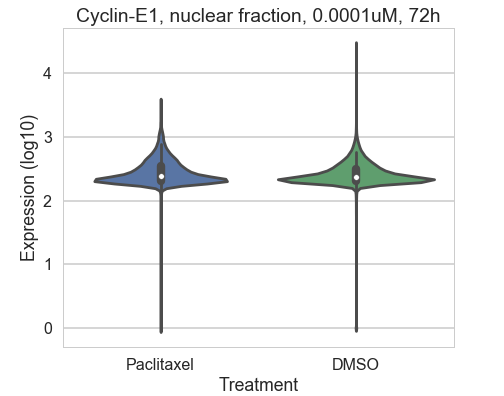 Cyclin-E1, nuclear fraction, 0.0001uM, 72h
Expression (log10)
4
3
2
1
0
Paclitaxel DMSO
Treatment